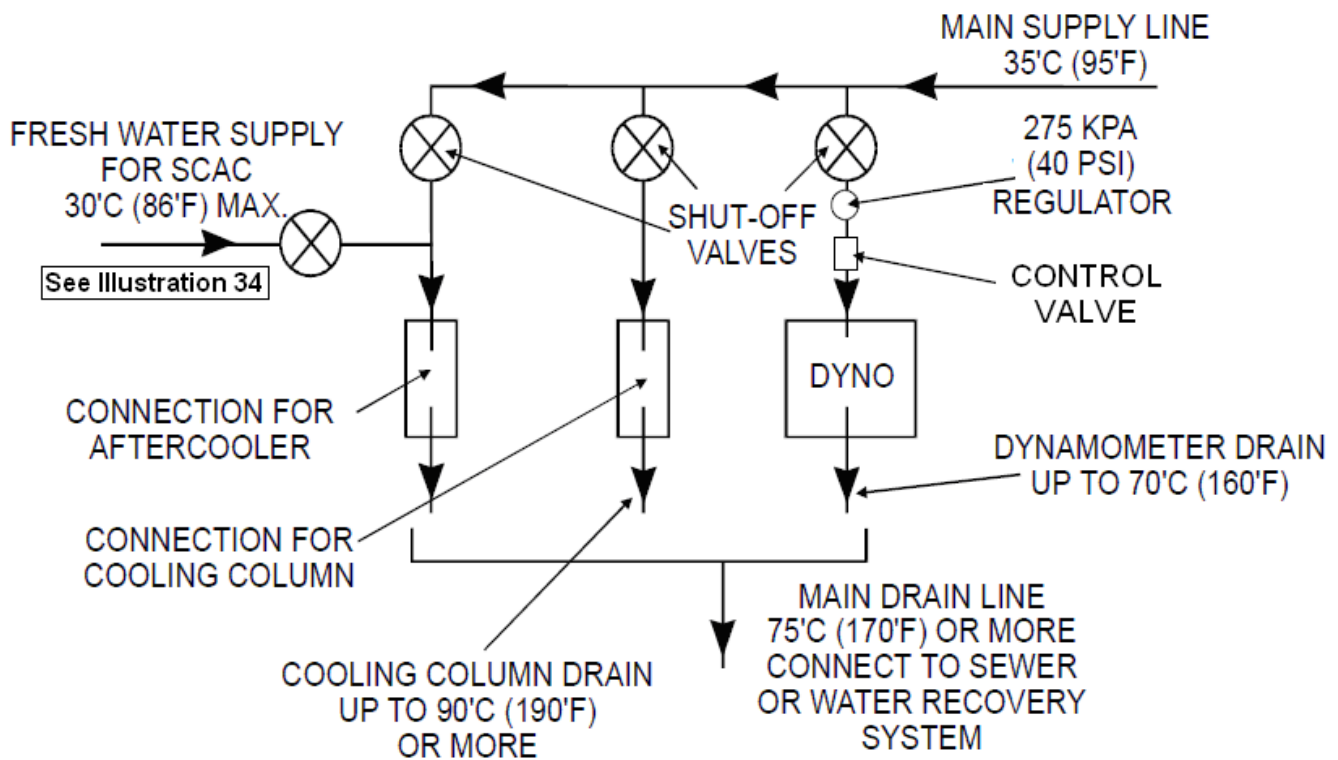 MAIN SUPPLY LINE
35'C (95'F)
FRESH WATER SUPPLY
FOR SCAC
30'C (86'F) MAX.
See Illustration 34
275 KPA
(40 PSI)
REGULATOR
SHUT-OFF
VALVES
CONTROL
VALVE
DYNO
CONNECTION FOR
AFTERCOOLER
DYNAMOMETER DRAIN
UP TO 70'C (160'F)
CONNECTION FOR
COOLING COLUMN
MAIN DRAIN LINE
75'C (170'F) OR MORE
CONNECT TO SEWER
OR WATER RECOVERY
SYSTEM
COOLING COLUMN DRAIN
UP TO 90'C (190'F)
OR MORE